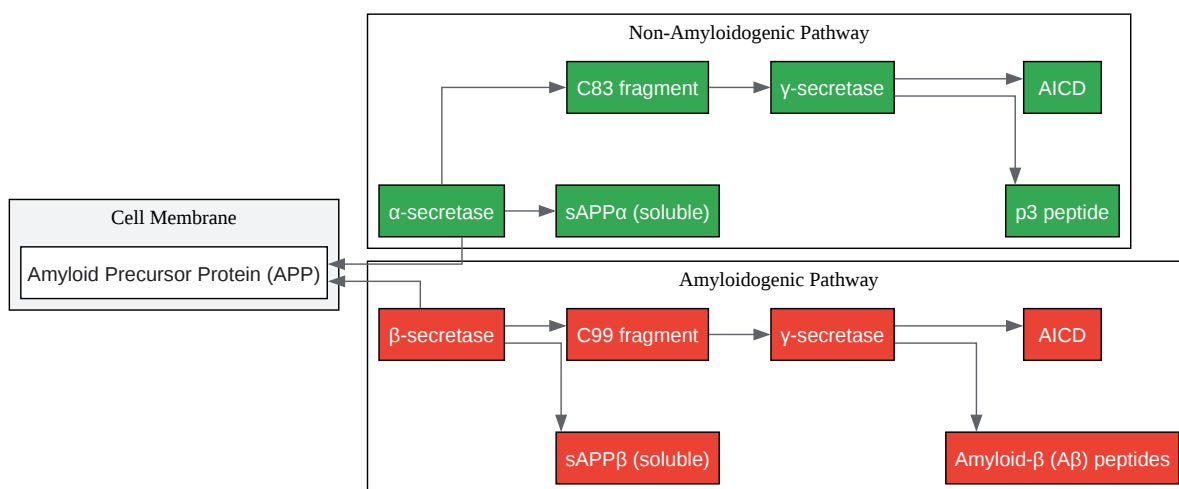 Non-Amyloidogenic Pathway
C83 fragment
γ-secretase
AICD
α-secretase
sAPPα (soluble)
p3 peptide
Cell Membrane
Amyloid Precursor Protein (APP)
Amyloidogenic Pathway
β-secretase
C99 fragment
γ-secretase
AICD
sAPPβ (soluble)
Amyloid-β (Aβ) peptides